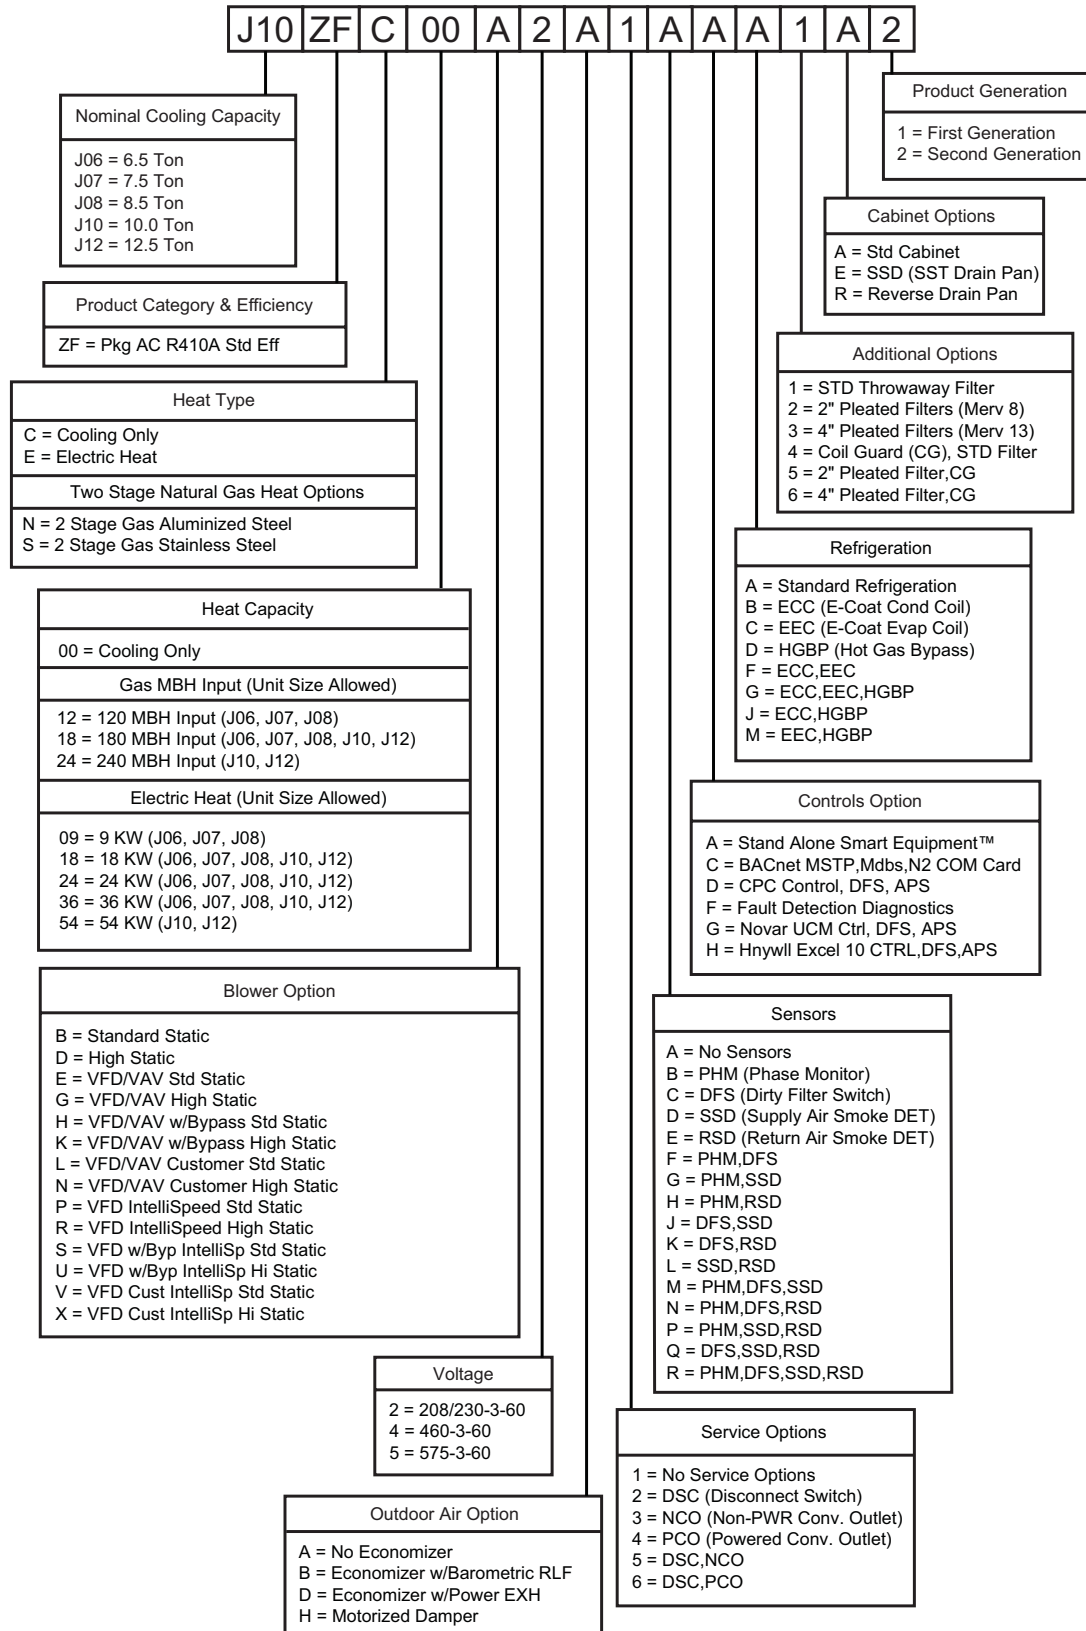 J10 ZF C 00 A 2 A 1 A A A 1 A 2
Nominal Cooling Capacity
J06 = 6.5 Ton
J07 = 7.5 Ton
J08 = 8.5 Ton
J10 = 10.0 Ton
J12 = 12.5 Ton
Product Category & Efficiency
ZF = Pkg AC R410A Std Eff
Heat Type
C = Cooling Only
E = Electric Heat
Two Stage Natural Gas Heat Options
N = 2 Stage Gas Aluminized Steel
S = 2 Stage Gas Stainless Steel
Heat Capacity
00 = Cooling Only
Gas MBH Input (Unit Size Allowed)
12 = 120 MBH Input (J06, J07, J08)
18 = 180 MBH Input (J06, J07, J08, J10, J12)
24 = 240 MBH Input (J10, J12)
Electric Heat (Unit Size Allowed)
09 = 9 KW (J06, J07, J08)
18 = 18 KW (J06, J07, J08, J10, J12)
24 = 24 KW (J06, J07, J08, J10, J12)
36 = 36 KW (J06, J07, J08, J10, J12)
54 = 54 KW (J10, J12)
Blower Option
B = Standard Static
D = High Static
E = VFD/VAV Std Static
G = VFD/VAV High Static
H = VFD/VAV w/Bypass Std Static
K = VFD/VAV w/Bypass High Static
L = VFD/VAV Customer Std Static
N = VFD/VAV Customer High Static
P = VFD IntelliSpeed Std Static
R = VFD IntelliSpeed High Static
S = VFD w/Byp IntelliSp Std Static
U = VFD w/Byp IntelliSp Hi Static
V = VFD Cust IntelliSp Std Static
X = VFD Cust IntelliSp Hi Static
Voltage
2 = 208/230-3-60
4 = 460-3-60
5 = 575-3-60
Outdoor Air Option
A = No Economizer
B = Economizer w/Barometric RLF
D = Economizer w/Power EXH
H = Motorized Damper
Product Generation
1 = First Generation
2 = Second Generation
Cabinet Options
A = Std Cabinet
E = SSD (SST Drain Pan)
R = Reverse Drain Pan
Additional Options
1 = STD Throwaway Filter
2 = 2" Pleated Filters (Merv 8)
3 = 4" Pleated Filters (Merv 13)
4 = Coil Guard (CG), STD Filter
5 = 2" Pleated Filter,CG
6 = 4" Pleated Filter,CG
Refrigeration
A = Standard Refrigeration
B = ECC (E-Coat Cond Coil)
C = EEC (E-Coat Evap Coil)
D = HGBP (Hot Gas Bypass)
F = ECC,EEC
G = ECC,EEC,HGBP
J = ECC,HGBP
M = EEC,HGBP
Controls Option
A = Stand Alone Smart Equipment™
C = BACnet MSTP,Mdbs,N2 COM Card
D = CPC Control, DFS, APS
F = Fault Detection Diagnostics
G = Novar UCM Ctrl, DFS, APS
H = Hnywll Excel 10 CTRL,DFS,APS
Sensors
A = No Sensors
B = PHM (Phase Monitor)
C = DFS (Dirty Filter Switch)
D = SSD (Supply Air Smoke DET)
E = RSD (Return Air Smoke DET)
F = PHM,DFS
G = PHM,SSD
H = PHM,RSD
J = DFS,SSD
K = DFS,RSD
L = SSD,RSD
M = PHM,DFS,SSD
N = PHM,DFS,RSD
P = PHM,SSD,RSD
Q = DFS,SSD,RSD
R = PHM,DFS,SSD,RSD
Service Options
1 = No Service Options
2 = DSC (Disconnect Switch)
3 = NCO (Non-PWR Conv. Outlet)
4 = PCO (Powered Conv. Outlet)
5 = DSC,NCO
6 = DSC,PCO